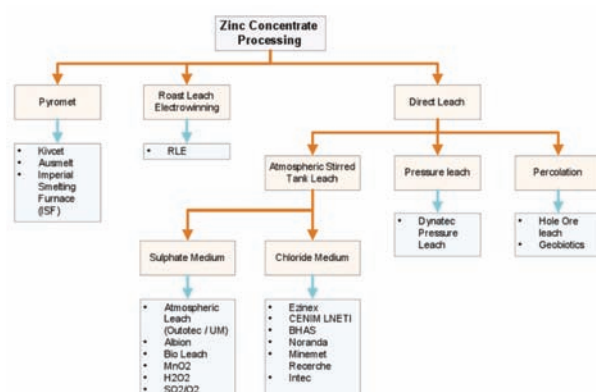 Zinc Concentrate
Processing
Pyromet
Roast Leach
Electrowinning
Direct Leach
• Kivcet
• Ausmelt
• Imperial
Smelting
Furnace
(ISF)
• RLE
Atmospheric Stirred
Tank Leach
Pressure leach
Percolation
• Dynatec
Pressure
Leach
• Hole Ore
leach
• Geobiotics
Sulphate Medium
Chloride Medium
• Atmospheric
Leach
(Outotec / UM)
• Albion
• Bio Leach
• MnO2
• H2O2
• SO2/O2
• Ezinex
• CENIM LNETI
• BHAS
• Noranda
• Minemet
Recerche
• Intec